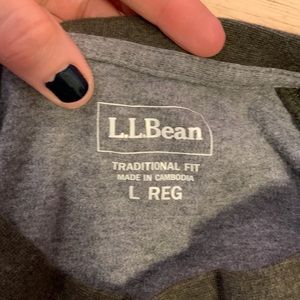 L.L.Bean
TRADITIONAL FIT
MADE IN CAMBODIA
L REG